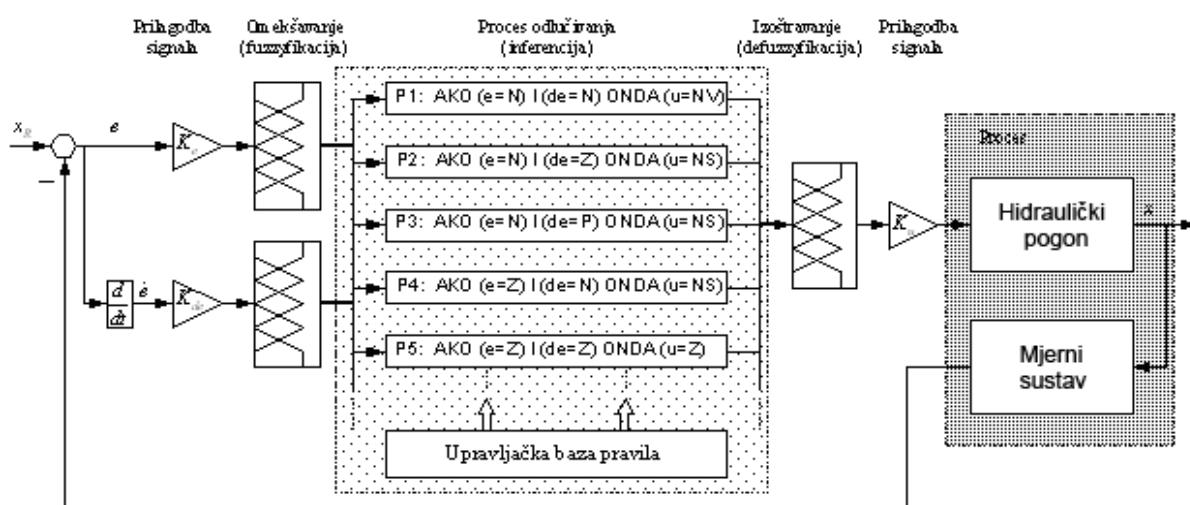 Prilagodba
signala
Omekšavanje
(fuzzyfikacija)
Proces odlučivanja
(inferencija)
Izoštravanje
(defuzzyfikacija)
Prilagodba
signala
P1: AKO (e=N) I (de=N) ONDA (u=NV)
P2: AKO (e=N) I (de=Z) ONDA (u=NS)
P3: AKO (e=N) I (de=P) ONDA (u=NS)
P4: AKO (e=Z) I (de=N) ONDA (u=NS)
P5: AKO (e=Z) I (de=Z) ONDA (u=Z)
Upravljačka baza pravila
x_R
e
−
K_e
d
dt
ė
K_de
K_u
Proces
Hidraulički
pogon
x
Mjerni
sustav